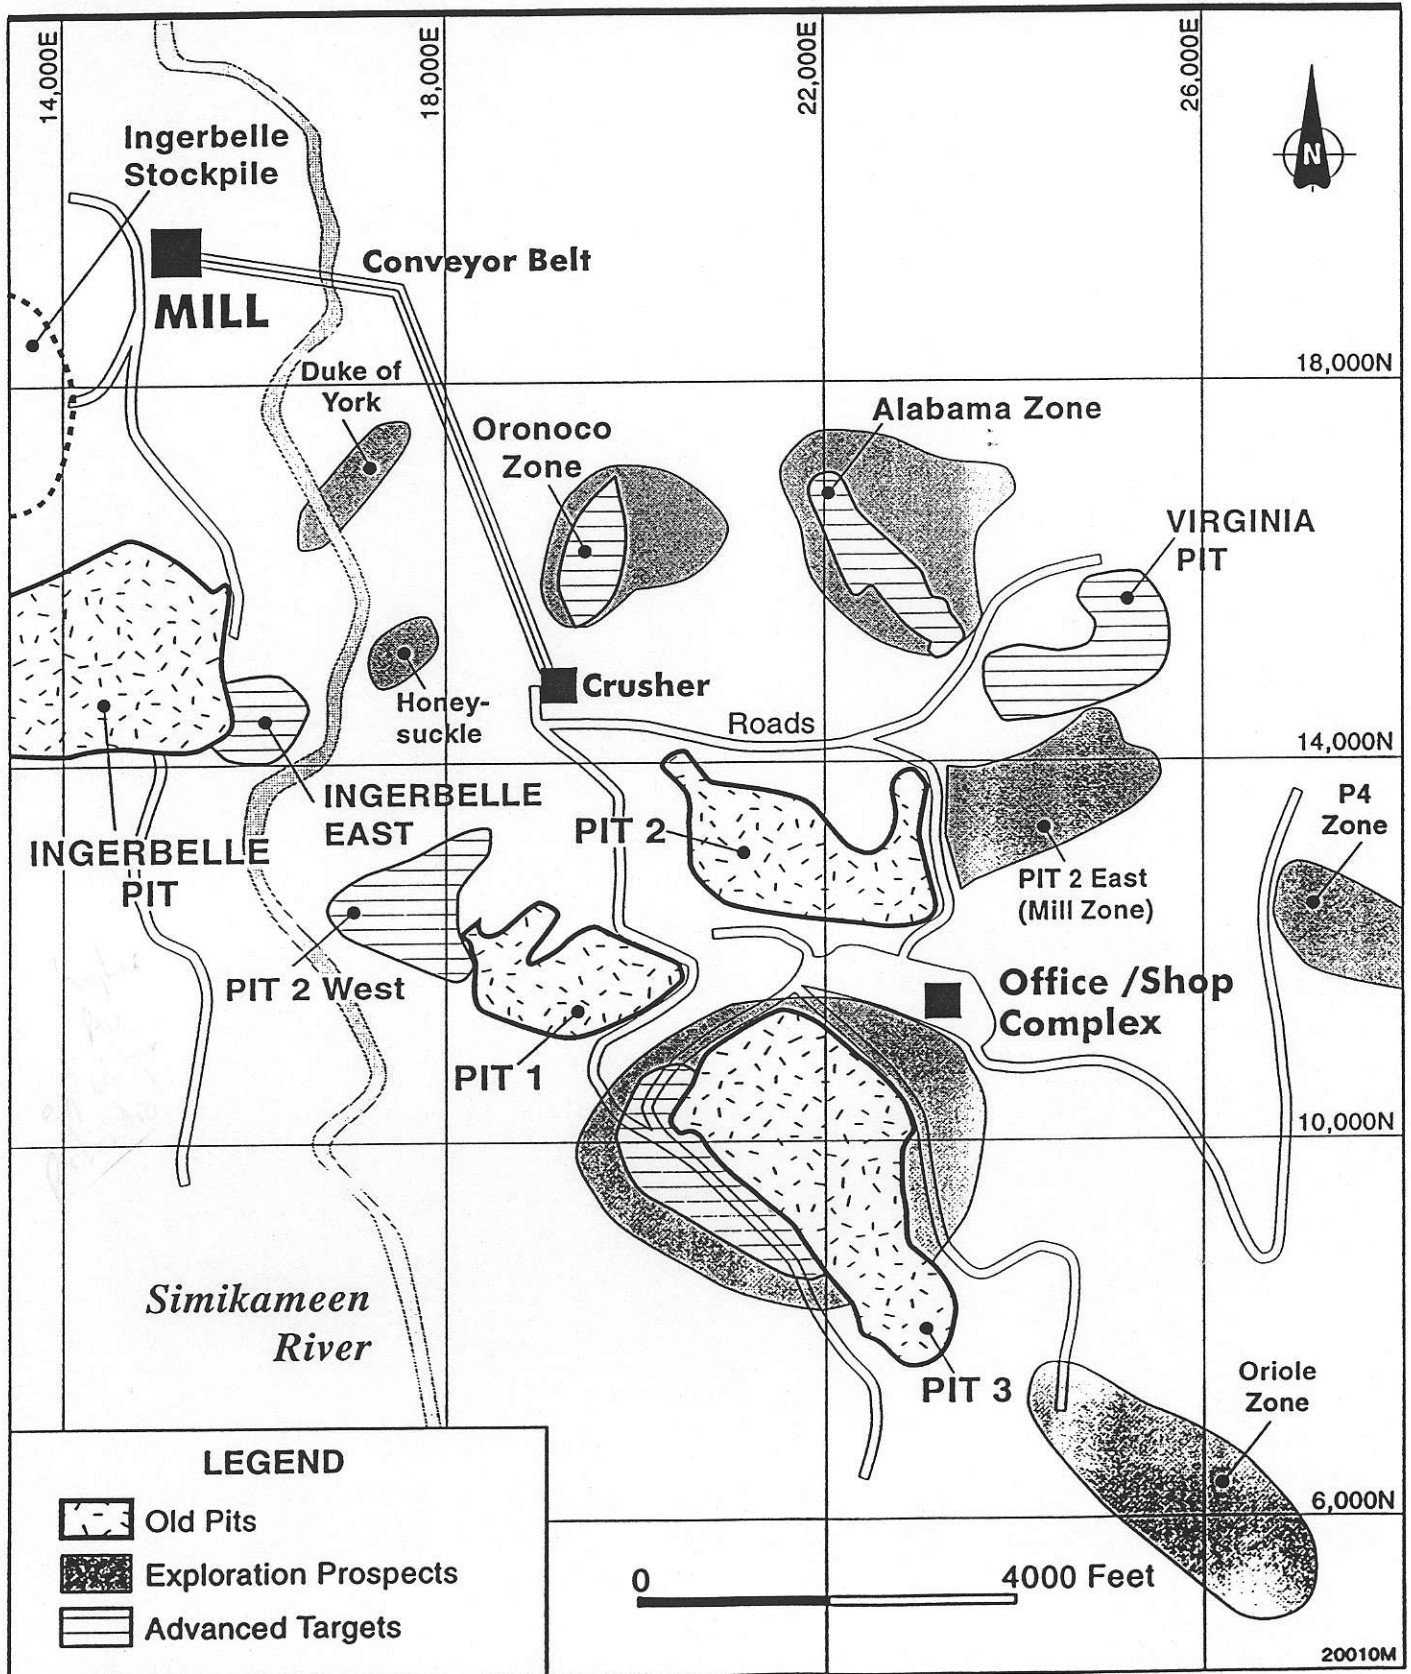 14,000E
18,000E
22,000E
26,000E
N
Ingerbelle
Stockpile
Conveyor Belt
MILL
18,000N
Duke of
York
Alabama Zone
Oronoco
Zone
VIRGINIA
PIT
Crusher
Honey-
suckle
Roads
14,000N
INGERBELLE
EAST
P4
Zone
PIT 2
INGERBELLE
PIT
PIT 2 East
(Mill Zone)
PIT 2 West
Office /Shop
Complex
PIT 1
10,000N
Simikameen
River
PIT 3
Oriole
Zone
LEGEND
6,000N
Old Pits
Exploration Prospects
Advanced Targets
0
4000 Feet
20010M